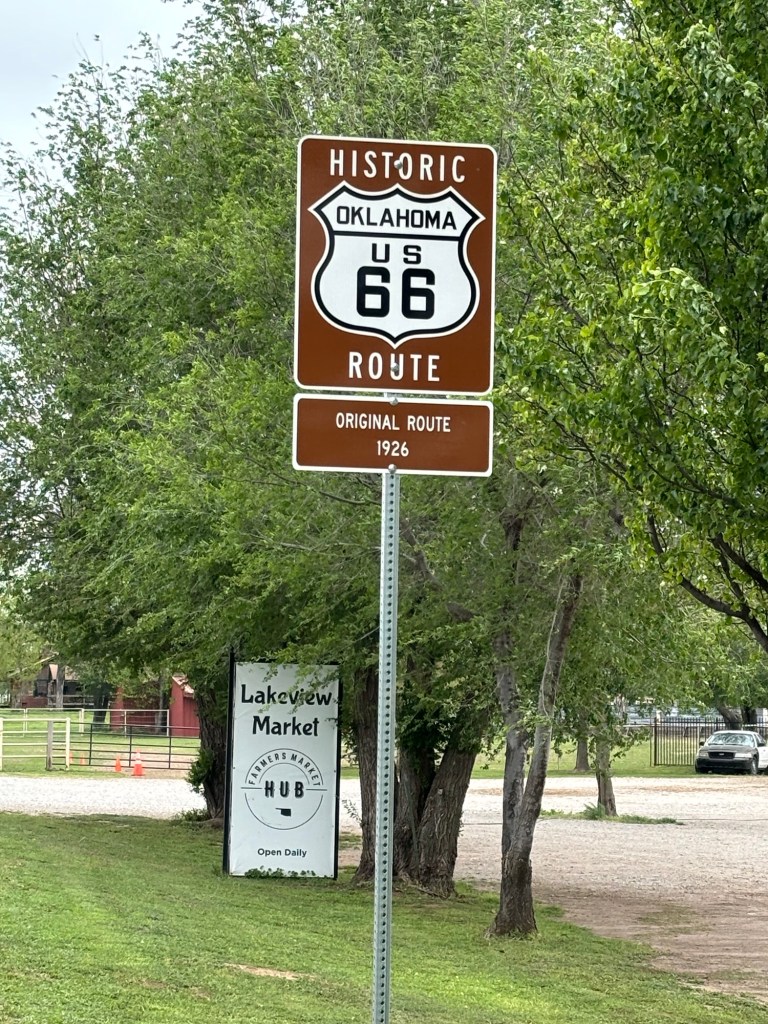 HISTORIC
OKLAHOMA
US
66
ROUTE
ORIGINAL ROUTE
1926
Lakeview
Market
FARMERS MARKET
HUB
Open Daily